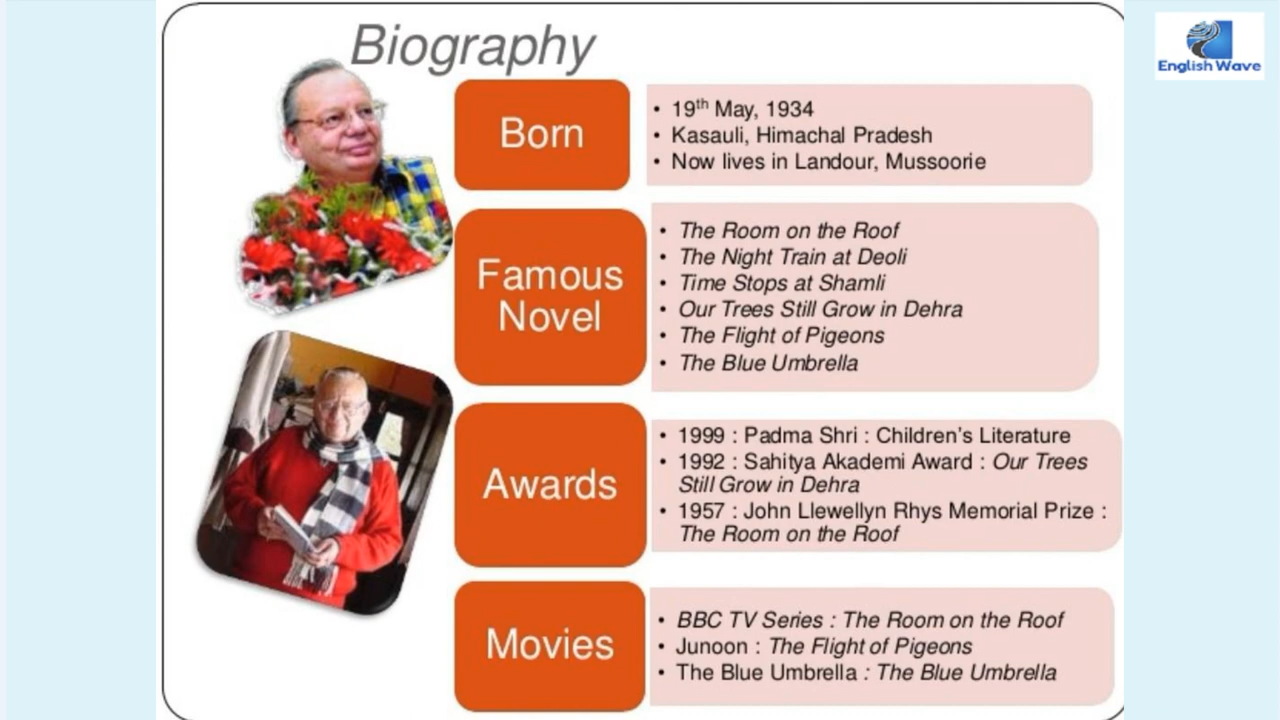 Biography
English Wave
Born
• 19th May, 1934
• Kasauli, Himachal Pradesh
• Now lives in Landour, Mussoorie
Famous
Novel
• The Room on the Roof
• The Night Train at Deoli
• Time Stops at Shamli
• Our Trees Still Grow in Dehra
• The Flight of Pigeons
• The Blue Umbrella
Awards
• 1999 : Padma Shri : Children's Literature
• 1992 : Sahitya Akademi Award : Our Trees
Still Grow in Dehra
• 1957 : John Llewellyn Rhys Memorial Prize :
The Room on the Roof
Movies
• BBC TV Series : The Room on the Roof
• Junoon : The Flight of Pigeons
• The Blue Umbrella : The Blue Umbrella